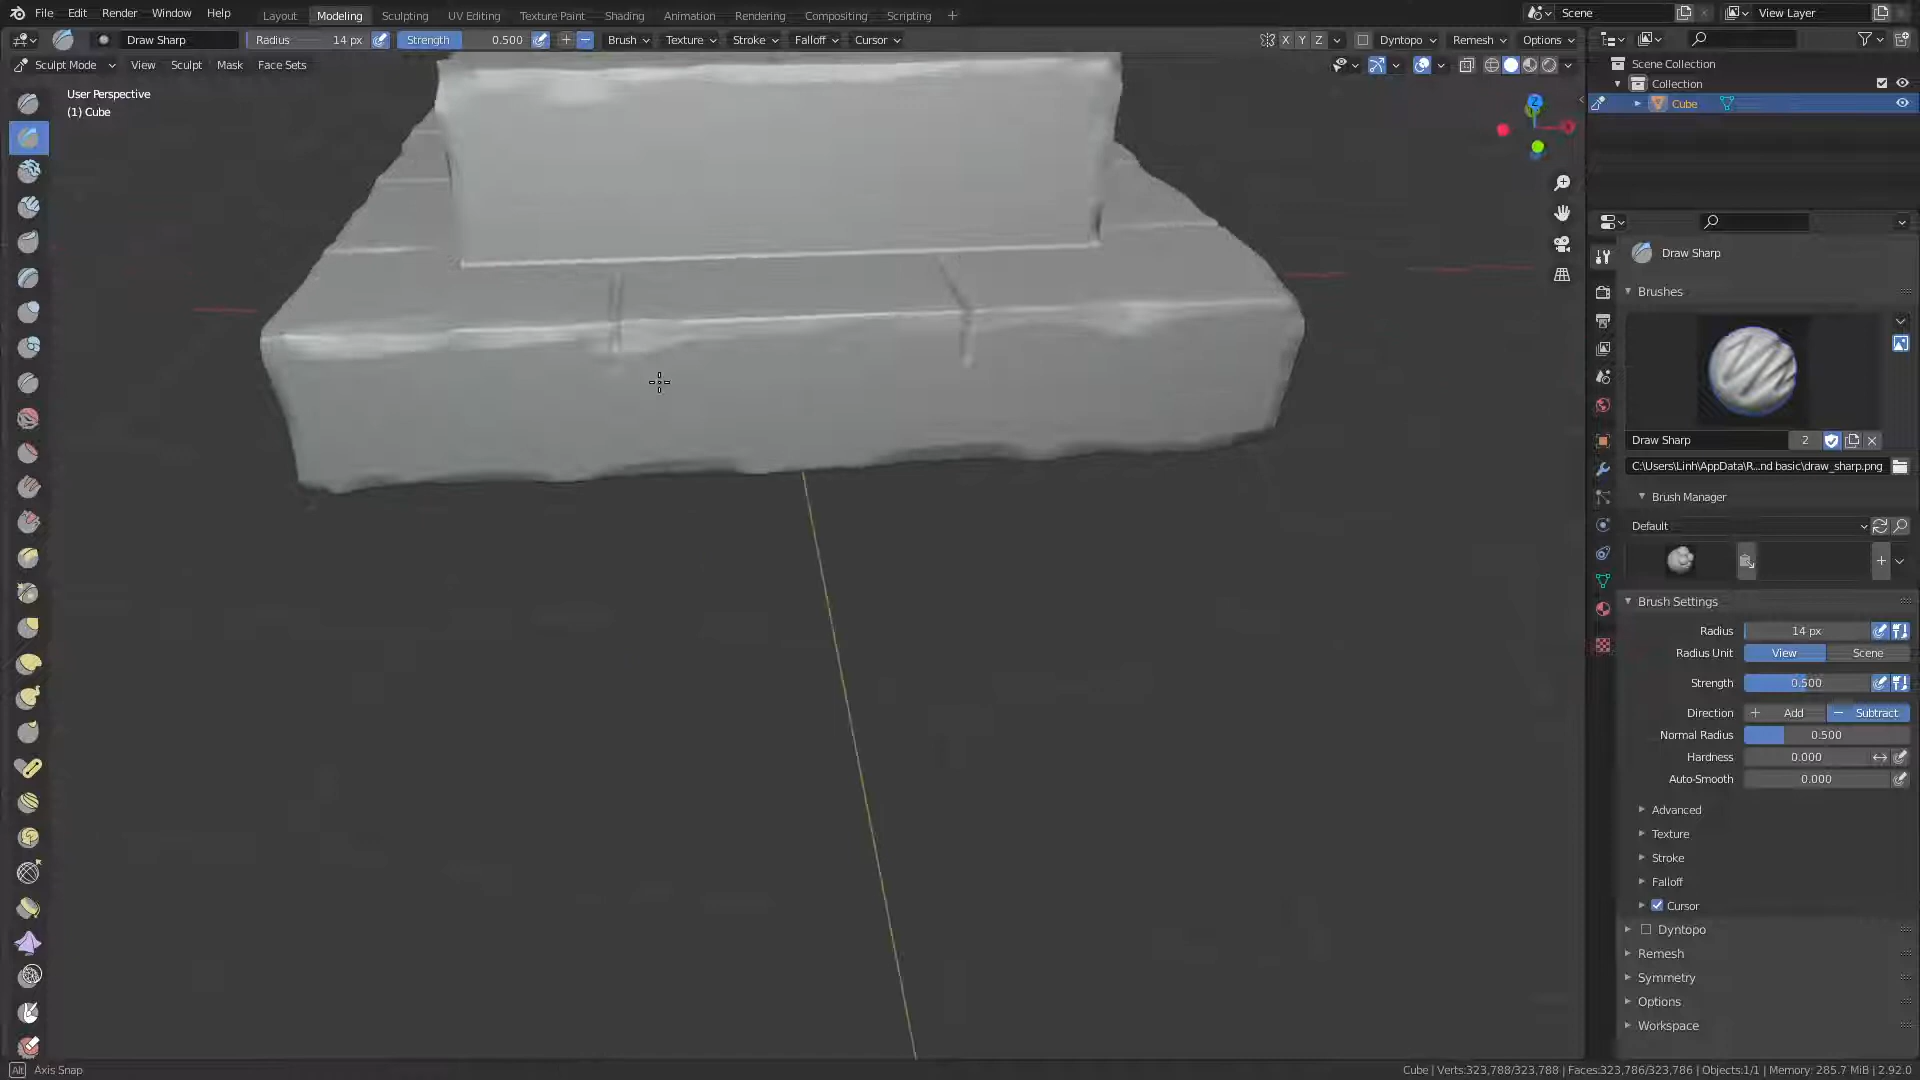 File Edit Render Window Help
Layout Modeling Sculpting UV Editing Texture Paint Shading Animation Rendering Compositing Scripting +
Scene
View Layer
Draw Sharp
Radius 14 px
Strength 0.500
Brush Texture Stroke Falloff Cursor
X Y Z
Dyntopo Remesh Options
Sculpt Mode View Sculpt Mask Face Sets
User Perspective
(1) Cube
Z
Scene Collection
Collection
Cube
Draw Sharp
Brushes
Draw Sharp 2
C:\Users\Linh\AppData\R...nd basic\draw_sharp.png
Brush Manager
Default
Brush Settings
Radius 14 px
Radius Unit View Scene
Strength 0.500
Direction + Add − Subtract
Normal Radius 0.500
Hardness 0.000
Auto-Smooth 0.000
Advanced
Texture
Stroke
Falloff
Cursor
Dyntopo
Remesh
Symmetry
Options
Workspace
Alt Axis Snap
Cube | Verts:323,788/323,788 | Faces:323,786/323,786 | Objects:1/1 | Memory: 285.7 MiB | 2.92.0